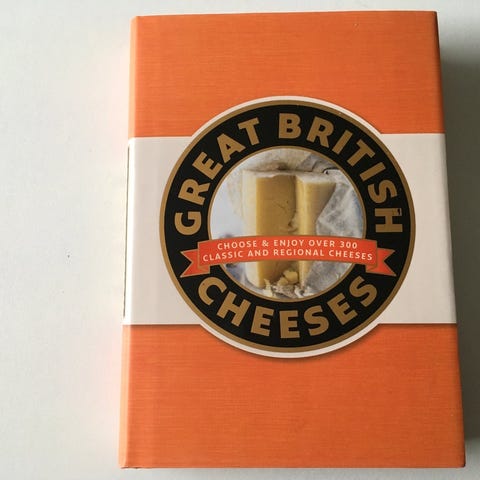 GREAT BRITISH
CHOOSE & ENJOY OVER 300
CLASSIC AND REGIONAL CHEESES
CHEESES